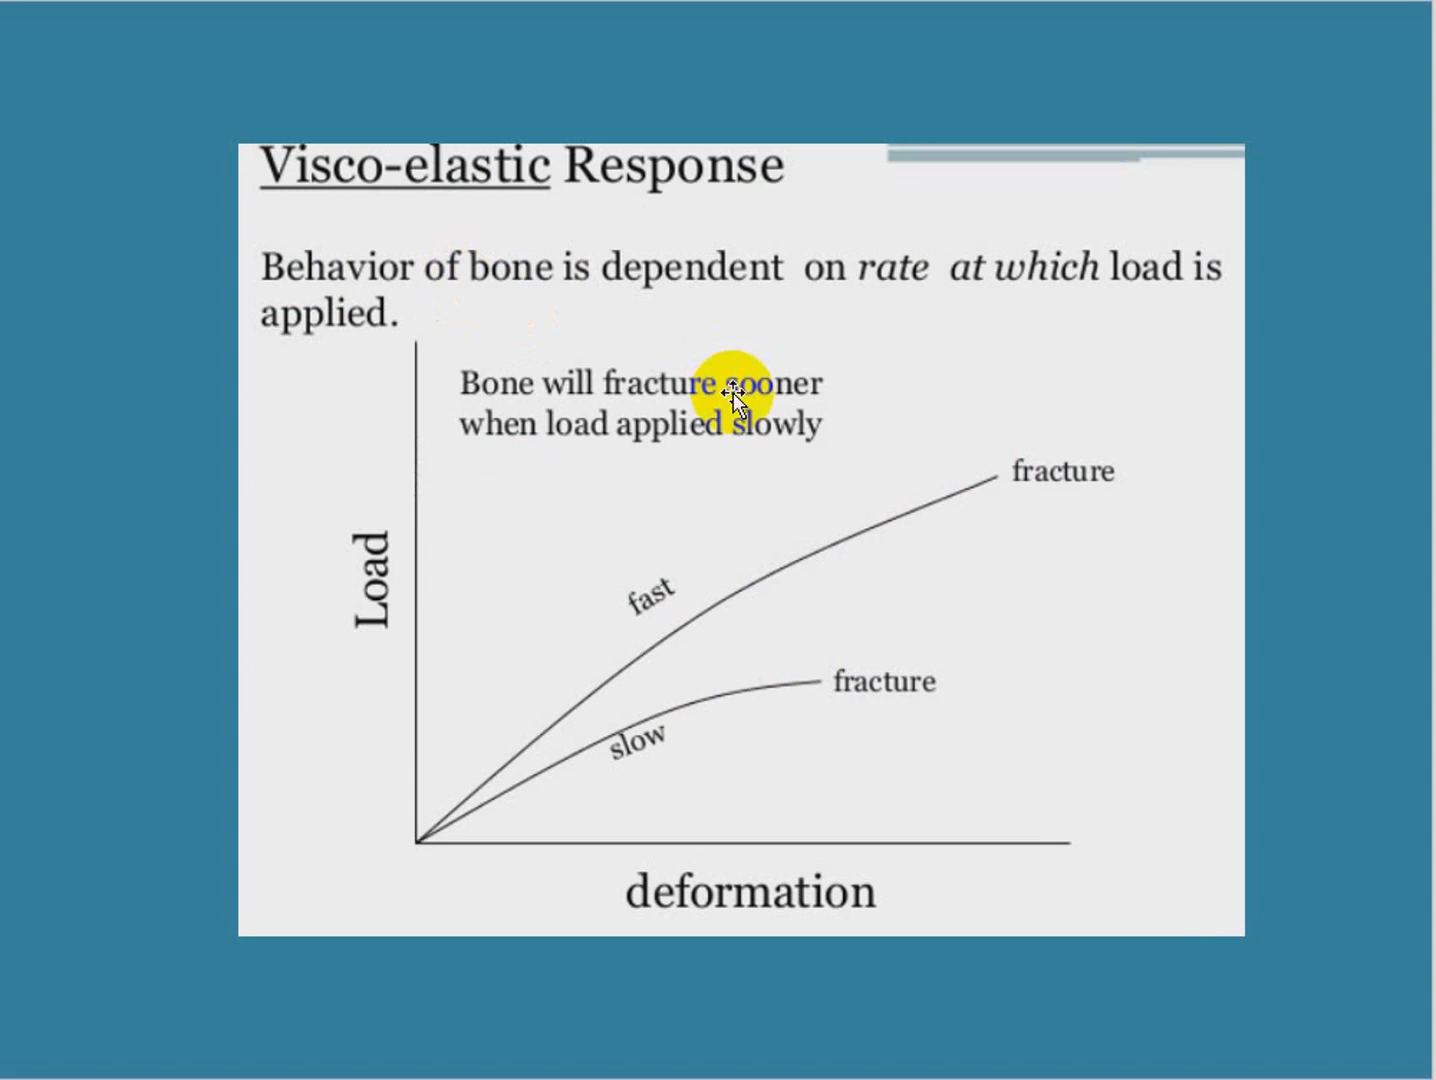 Visco-elastic Response
Behavior of bone is dependent on rate at which load is
applied.
Bone will fracture sooner
when load applied slowly
fracture
fast
Load
fracture
slow
deformation